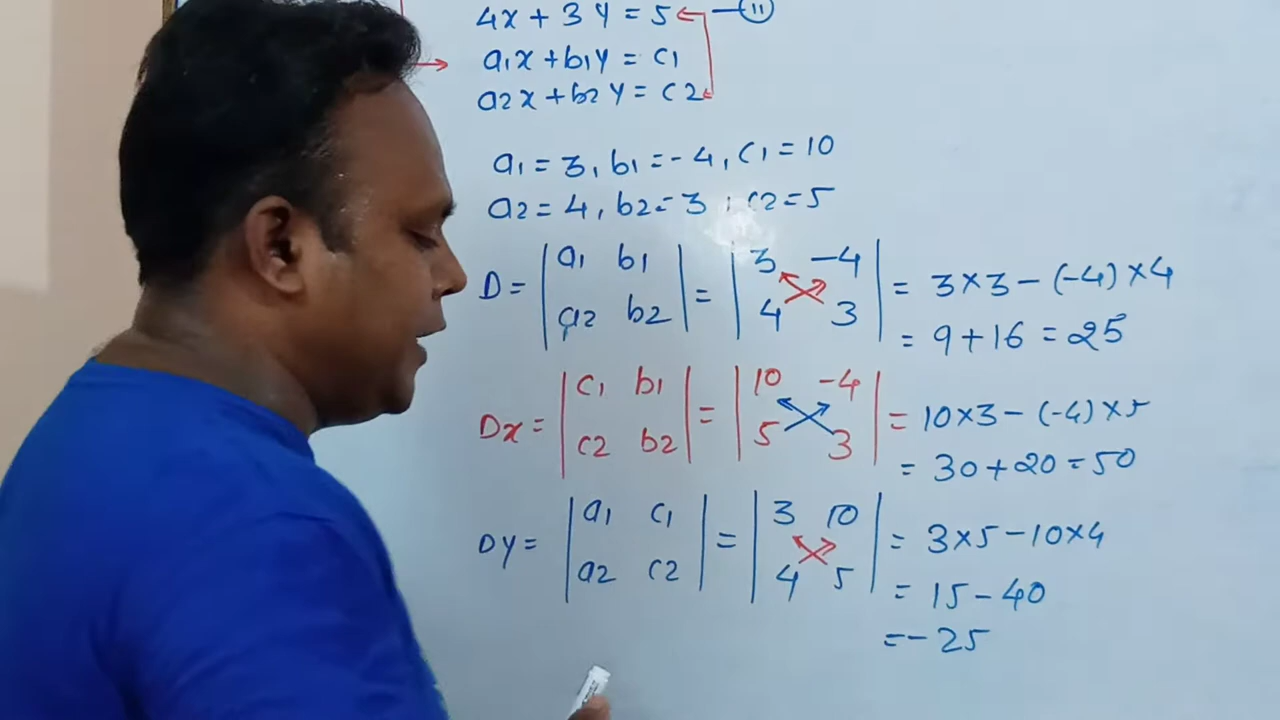 4x + 3y = 5 — (11)
a1x + b1y = c1
a2x + b2y = c2
a1 = 3, b1 = -4, c1 = 10
a2 = 4, b2 = 3, c2 = 5
D = | a1 b1 | = | 3 -4 | = 3×3-(-4)×4
| a2 b2 | | 4 3 | = 9+16 = 25
Dx = | c1 b1 | = | 10 -4 | = 10×3-(-4)×5
| c2 b2 | | 5 3 | = 30+20 = 50
Dy = | a1 c1 | = | 3 10 | = 3×5-10×4
| a2 c2 | | 4 5 | = 15-40
= -25